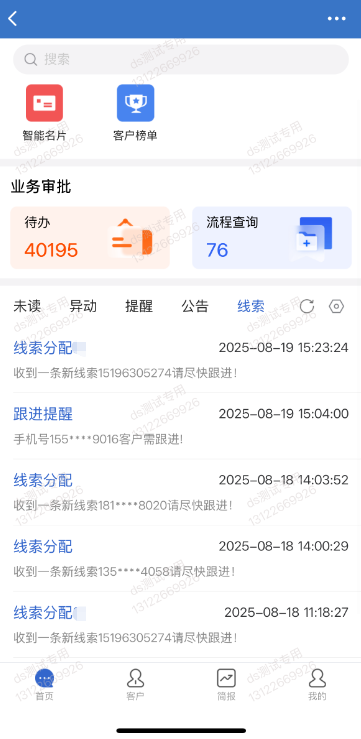 搜索
智能名片
客户榜单
业务审批
待办
流程查询
40195
76
未读
异动
提醒
公告
线索
线索分配
2025-08-19 15:23:24
收到一条新线索15196305274请尽快跟进!
跟进提醒
2025-08-19 15:04:00
手机号155****9016客户需跟进!
线索分配
2025-08-18 14:03:52
收到一条新线索181****8020请尽快跟进!
线索分配
2025-08-18 14:00:29
收到一条新线索135****4058请尽快跟进!
线索分配
2025-08-18 11:18:27
收到一条新线索15196305274请尽快跟进!
首页
客户
简报
我的
ds测试专用
13122669926